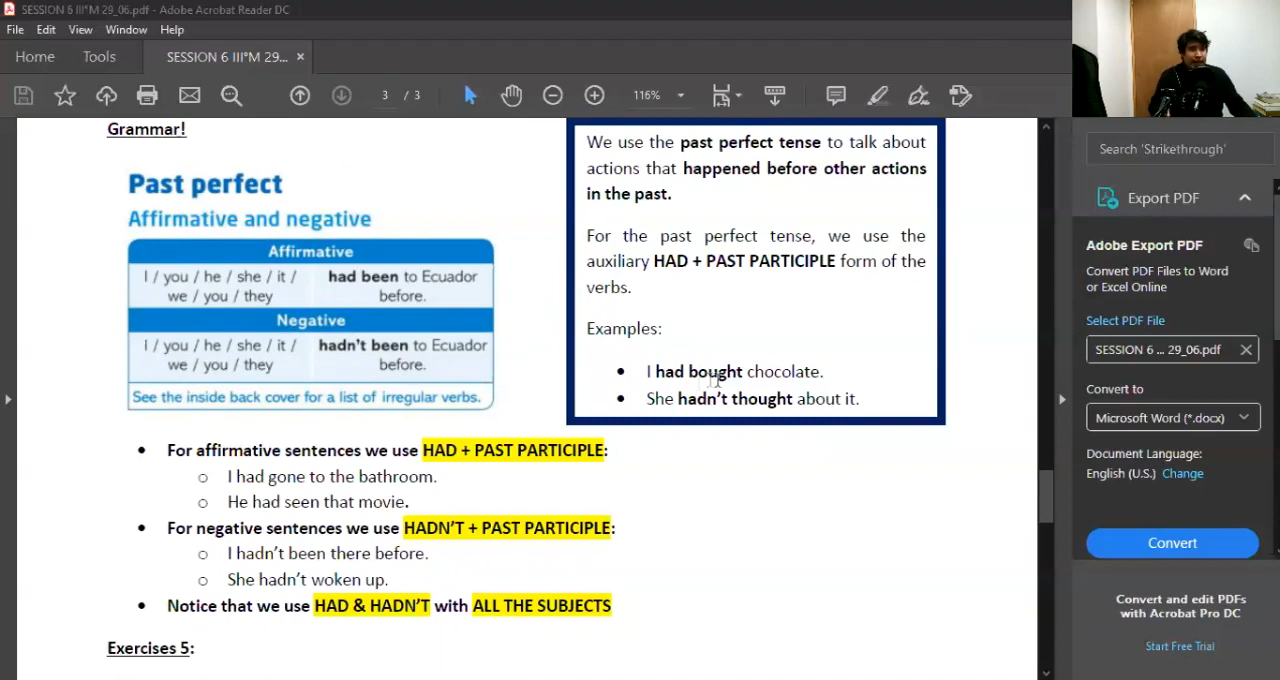 SESSION 6 III°M 29_06.pdf - Adobe Acrobat Reader DC
File Edit View Window Help
Home Tools SESSION 6 III°M 29... ×
3 / 3 116%
Grammar!
Past perfect
Affirmative and negative
Affirmative
I / you / he / she / it / had been to Ecuador
we / you / they before.
Negative
I / you / he / she / it / hadn't been to Ecuador
we / you / they before.
See the inside back cover for a list of irregular verbs.
We use the past perfect tense to talk about
actions that happened before other actions
in the past.
For the past perfect tense, we use the
auxiliary HAD + PAST PARTICIPLE form of the
verbs.
Examples:
• I had bought chocolate.
• She hadn't thought about it.
• For affirmative sentences we use HAD + PAST PARTICIPLE:
o I had gone to the bathroom.
o He had seen that movie.
• For negative sentences we use HADN'T + PAST PARTICIPLE:
o I hadn't been there before.
o She hadn't woken up.
• Notice that we use HAD & HADN'T with ALL THE SUBJECTS
Exercises 5:
Search 'Strikethrough'
Export PDF
Adobe Export PDF
Convert PDF Files to Word
or Excel Online
Select PDF File
SESSION 6 ... 29_06.pdf
Convert to
Microsoft Word (*.docx)
Document Language:
English (U.S.) Change
Convert
Convert and edit PDFs
with Acrobat Pro DC
Start Free Trial